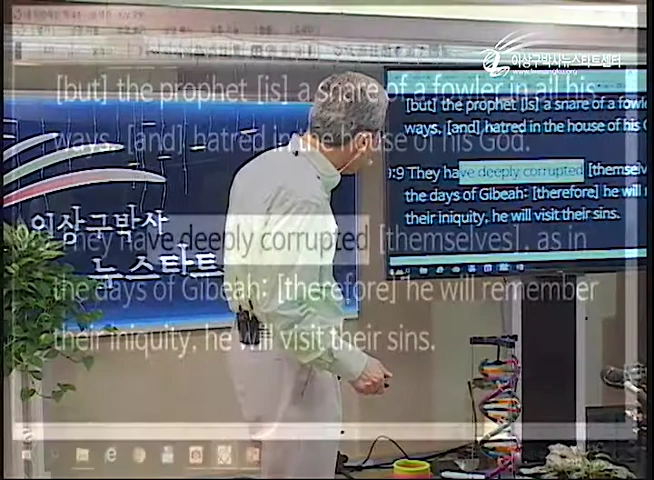 이상구박사뉴스타트센터
[but] the prophet [is] a snare of a fowler in all his
ways, [and] hatred in the house of his God.
They have deeply corrupted [themselves], as in
the days of Gibeah: [therefore] he will remember
their iniquity, he will visit their sins.
[but] the prophet [is] a snare of a
ways, [and] hatred in the house of his
:9 They have deeply corrupted
the days of Gibeah: [therefore] he will
their iniquity, he will visit their sins.
이상구박사
뉴스타트